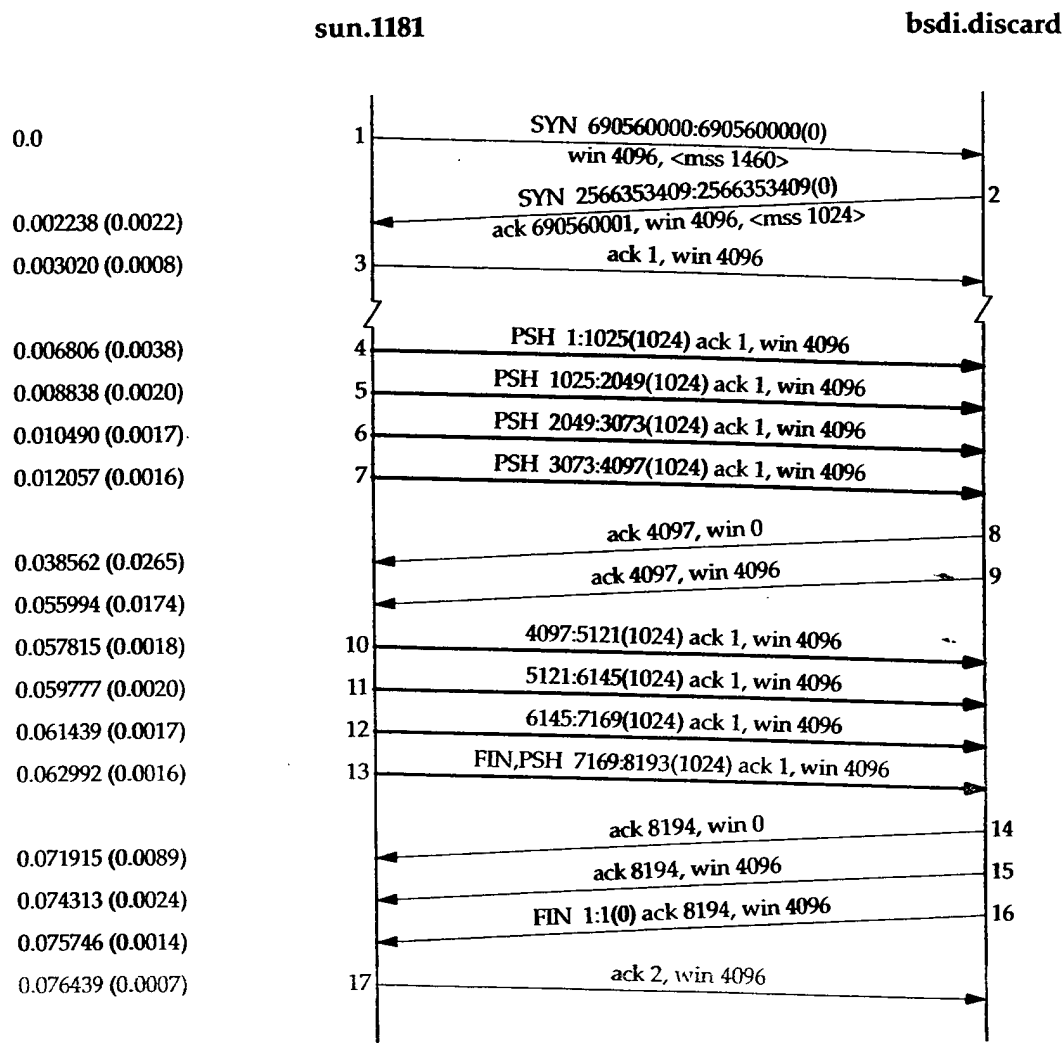 sun.1181 bsdi.discard
0.0 1 SYN 690560000:690560000(0)
win 4096, <mss 1460>
SYN 2566353409:2566353409(0) 2
0.002238 (0.0022) ack 690560001, win 4096, <mss 1024>
0.003020 (0.0008) 3 ack 1, win 4096
0.006806 (0.0038) 4 PSH 1:1025(1024) ack 1, win 4096
0.008838 (0.0020) 5 PSH 1025:2049(1024) ack 1, win 4096
0.010490 (0.0017) 6 PSH 2049:3073(1024) ack 1, win 4096
0.012057 (0.0016) 7 PSH 3073:4097(1024) ack 1, win 4096
ack 4097, win 0 8
0.038562 (0.0265)
ack 4097, win 4096 9
0.055994 (0.0174)
0.057815 (0.0018) 10 4097:5121(1024) ack 1, win 4096
0.059777 (0.0020) 11 5121:6145(1024) ack 1, win 4096
0.061439 (0.0017) 12 6145:7169(1024) ack 1, win 4096
0.062992 (0.0016) 13 FIN,PSH 7169:8193(1024) ack 1, win 4096
ack 8194, win 0 14
0.071915 (0.0089)
ack 8194, win 4096 15
0.074313 (0.0024)
FIN 1:1(0) ack 8194, win 4096 16
0.075746 (0.0014)
0.076439 (0.0007) 17 ack 2, win 4096